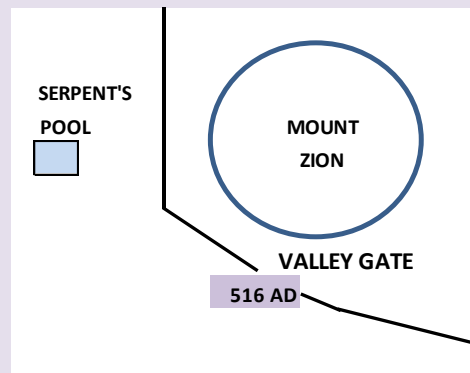 SERPENT'S
POOL
MOUNT
ZION
VALLEY GATE
516 AD